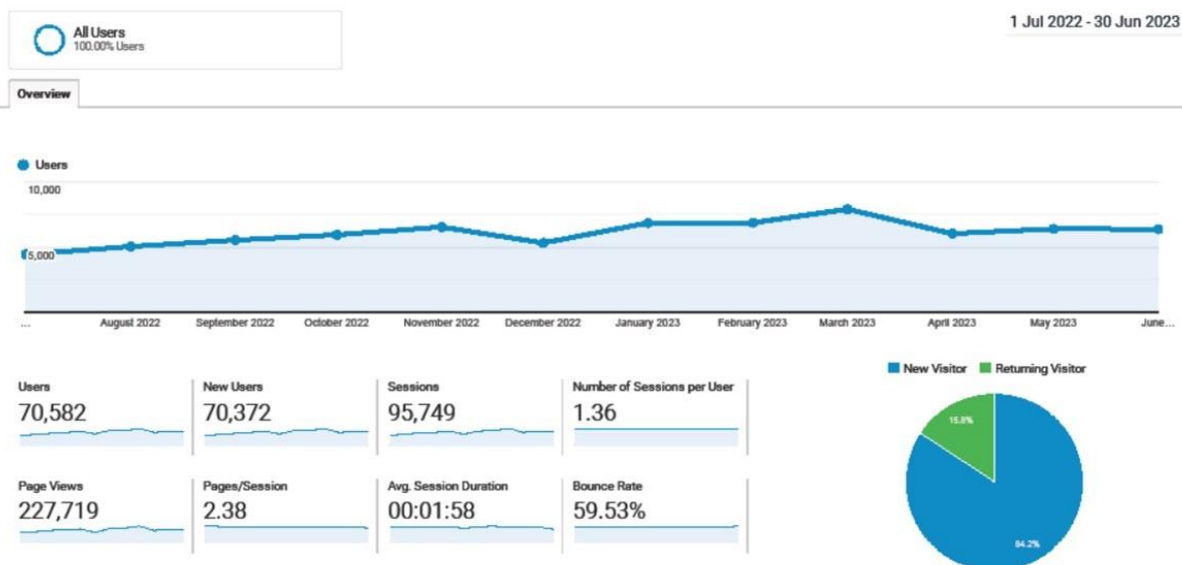 All Users
100.00% Users
1 Jul 2022 - 30 Jun 2023
Overview
Users
10,000
5,000
... August 2022 September 2022 October 2022 November 2022 December 2022 January 2023 February 2023 March 2023 April 2023 May 2023 June...
New Visitor Returning Visitor
Users New Users Sessions Number of Sessions per User
70,582 70,372 95,749 1.36
15.8%
Page Views Pages/Session Avg. Session Duration Bounce Rate
227,719 2.38 00:01:58 59.53%
84.2%